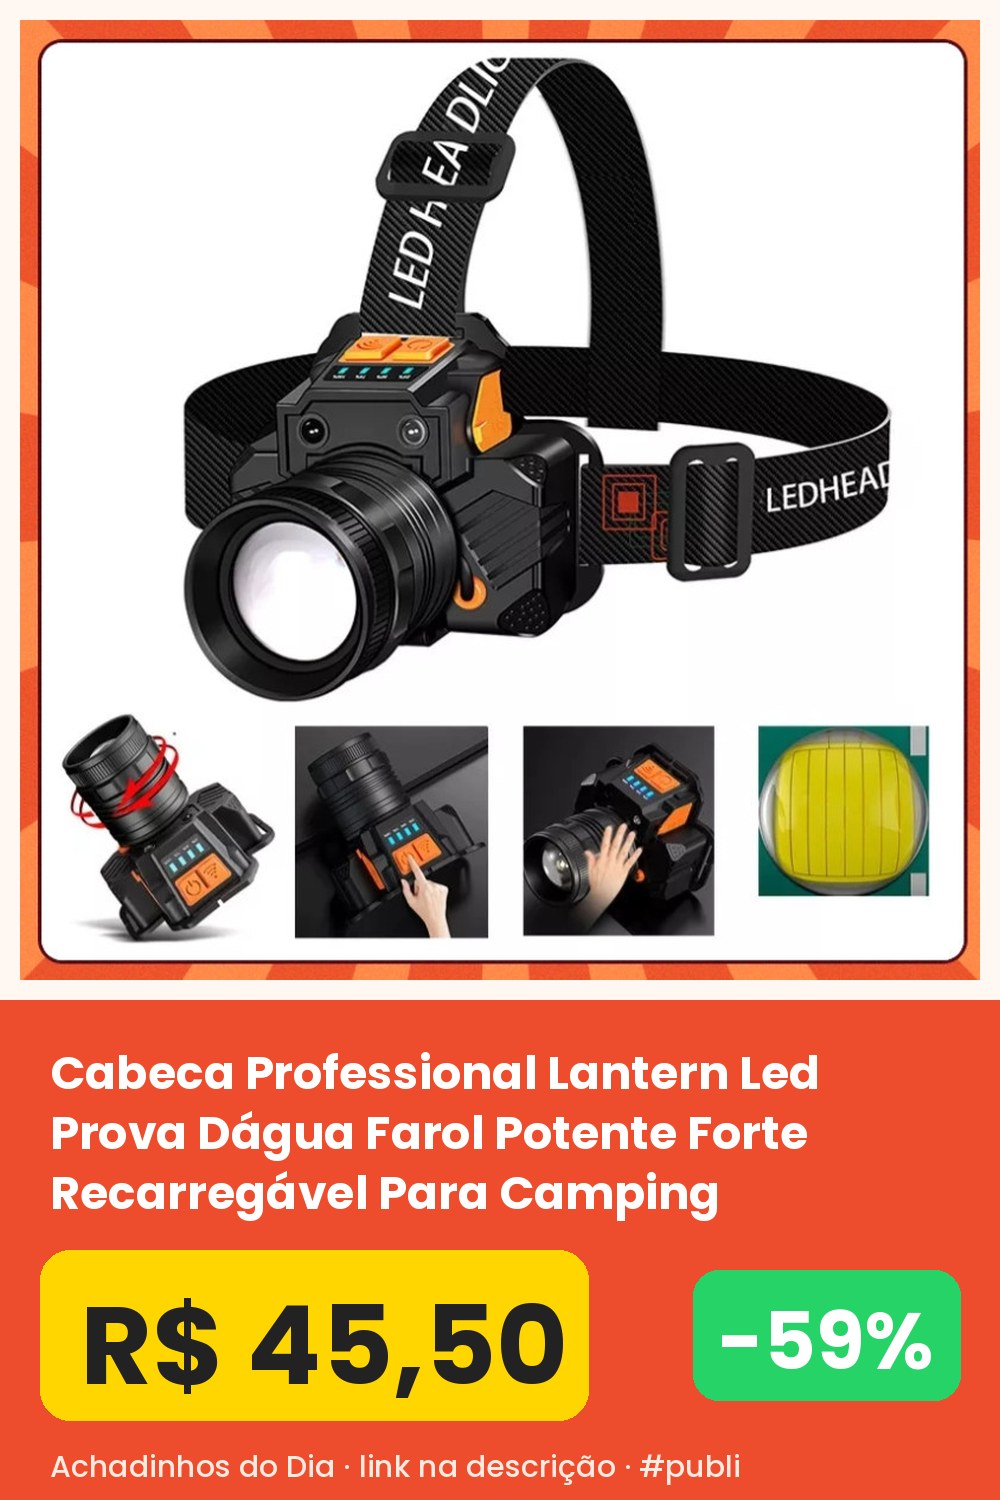 LED HEADLIG
LEDHEAD
Cabeca Professional Lantern Led
Prova Dágua Farol Potente Forte
Recarregável Para Camping
R$ 45,50
-59%
Achadinhos do Dia · link na descrição · #publi